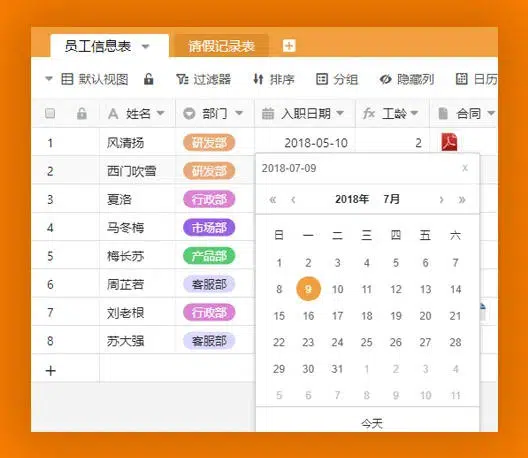 员工信息表 请假记录表
默认视图 过滤器 排序 分组 隐藏列 日历
A 姓名 部门 入职日期 fx 工龄 合同
1 风清扬 研发部 2018-05-10 2
2 西门吹雪 研发部
3 夏洛 行政部
4 马冬梅 市场部
5 梅长苏 产品部
6 周芷若 客服部
7 刘老根 行政部
8 苏大强 客服部
+
2018-07-09 x
« ‹ 2018年 7月 › »
日 一 二 三 四 五 六
1 2 3 4 5 6 7
8 9 10 11 12 13 14
15 16 17 18 19 20 21
22 23 24 25 26 27 28
29 30 31 1 2 3 4
5 6 7 8 9 10 11
今天